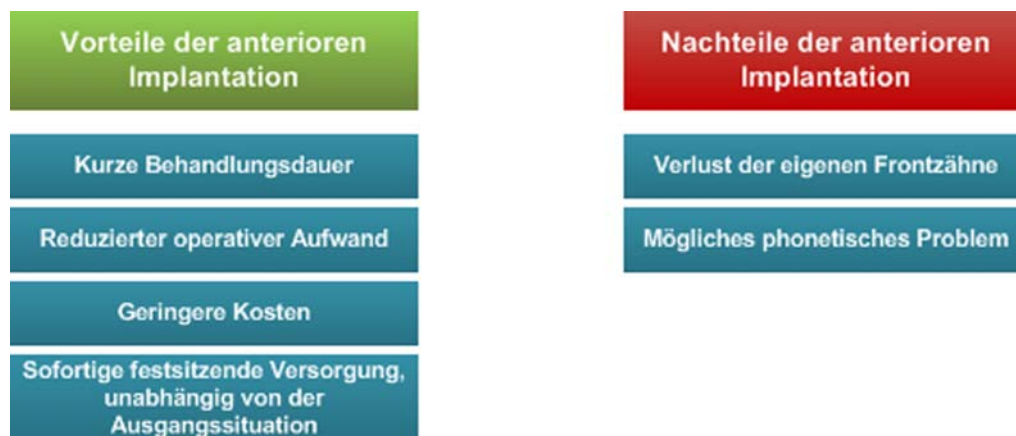 Vorteile der anterioren
Implantation
Kurze Behandlungsdauer
Reduzierter operativer Aufwand
Geringere Kosten
Sofortige festsitzende Versorgung,
unabhängig von der
Ausgangssituation
Nachteile der anterioren
Implantation
Verlust der eigenen Frontzähne
Mögliches phonetisches Problem